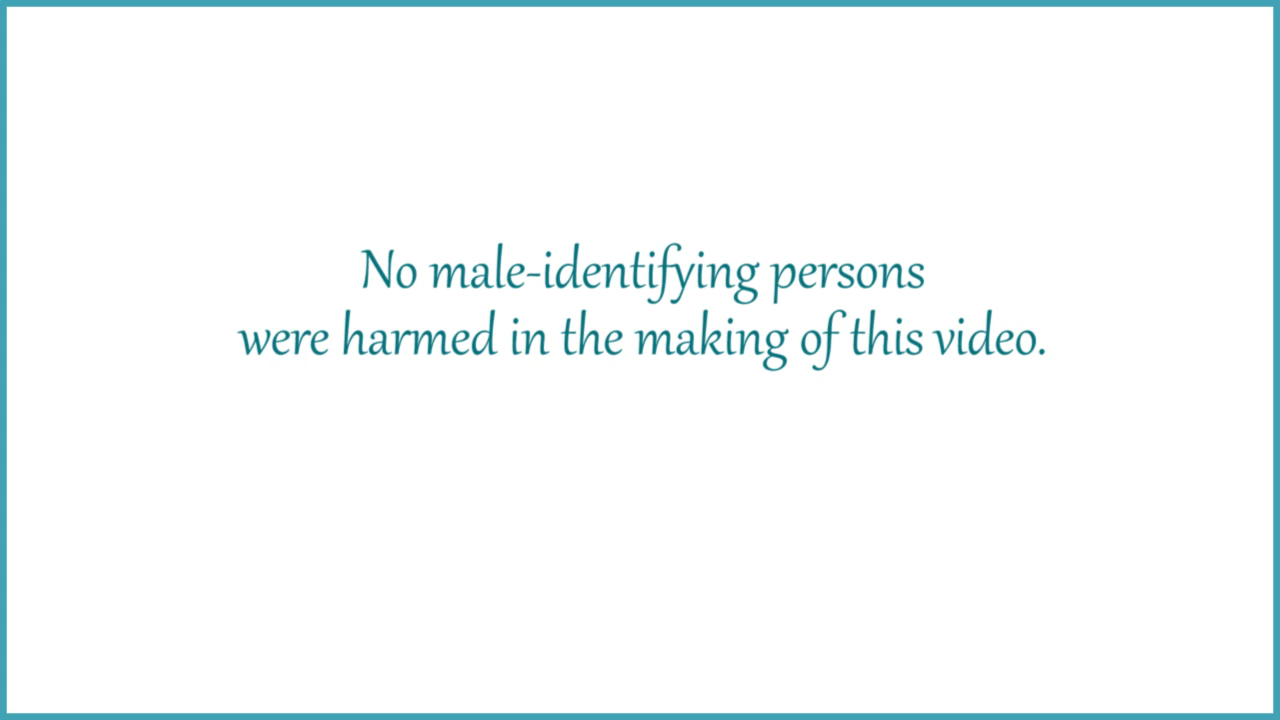 No male-identifying persons
were harmed in the making of this video.